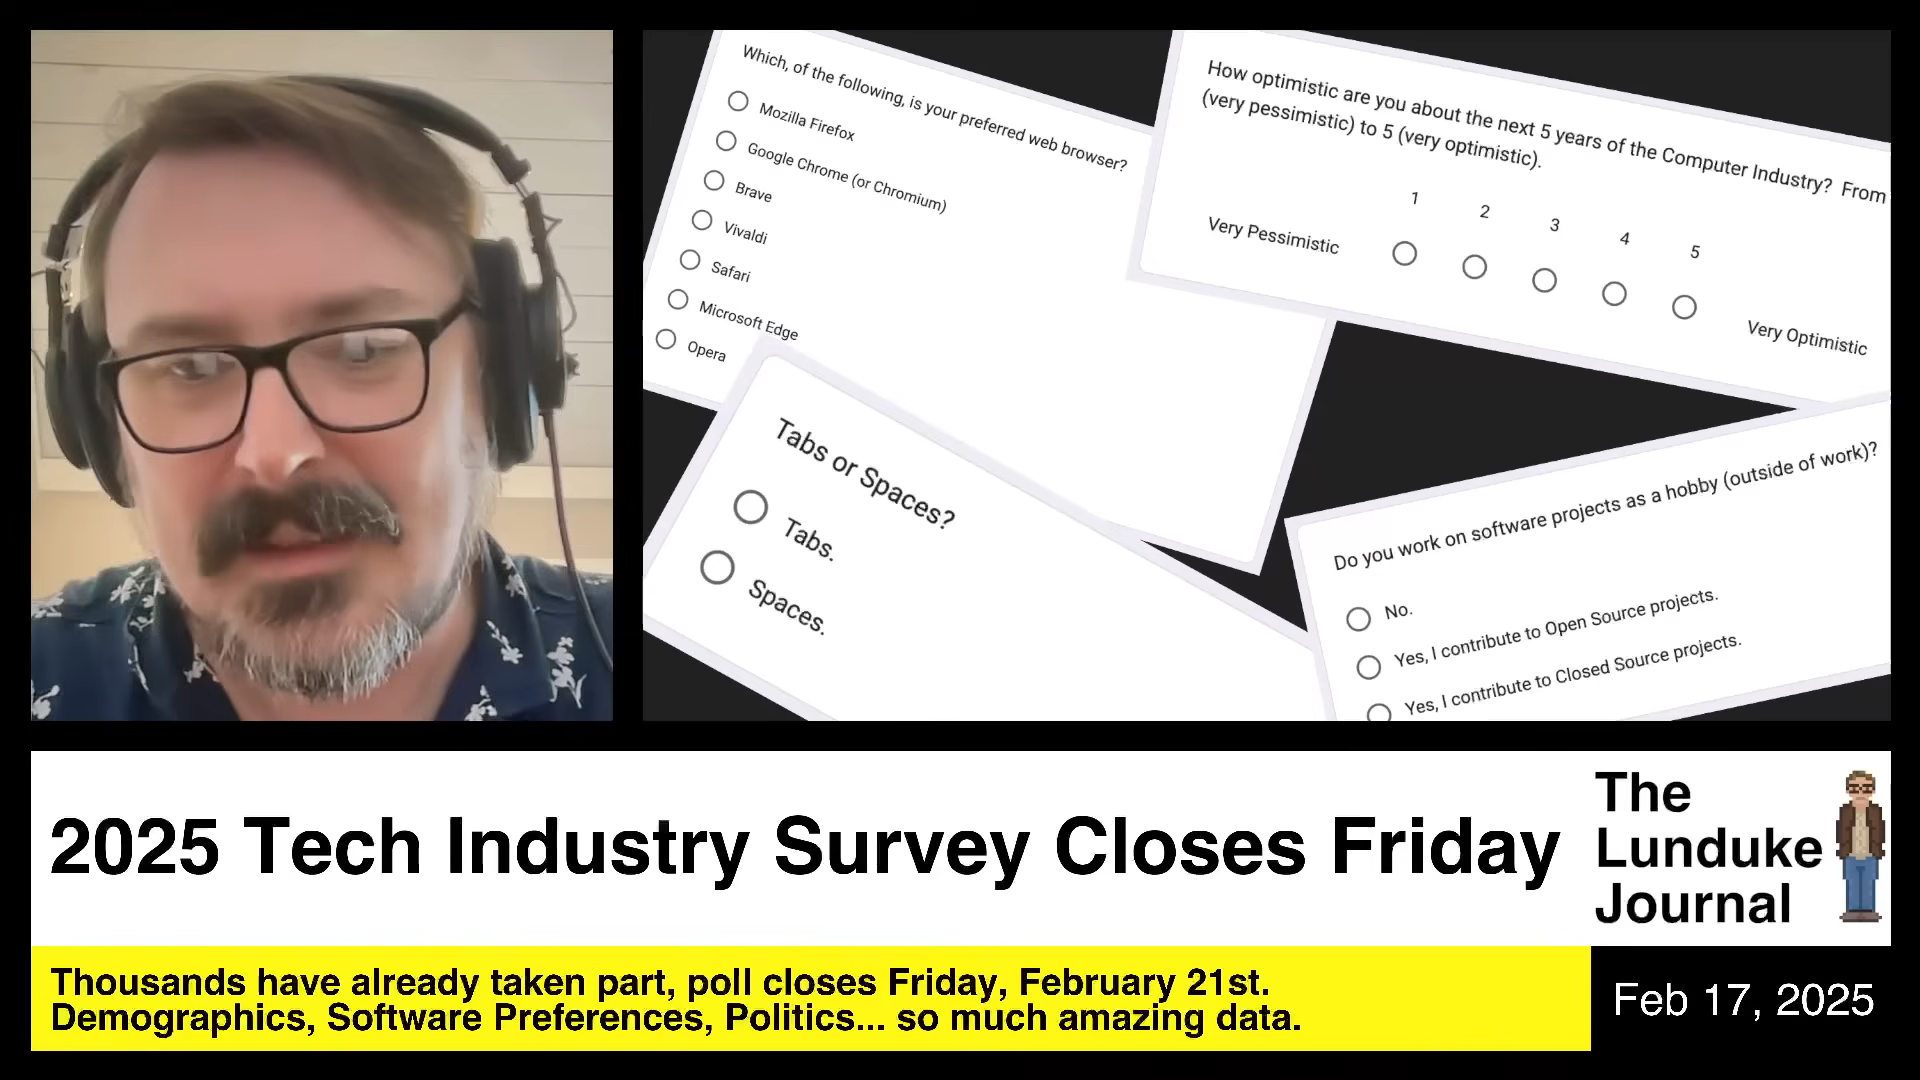 Which, of the following, is your preferred web browser?
Mozilla Firefox
Google Chrome (or Chromium)
Brave
Vivaldi
Safari
Microsoft Edge
Opera
How optimistic are you about the next 5 years of the Computer Industry? From
(very pessimistic) to 5 (very optimistic).
1 2 3 4 5
Very Pessimistic
Very Optimistic
Tabs or Spaces?
Tabs.
Spaces.
Do you work on software projects as a hobby (outside of work)?
No.
Yes, I contribute to Open Source projects.
Yes, I contribute to Closed Source projects.
2025 Tech Industry Survey Closes Friday
The
Lunduke
Journal
Thousands have already taken part, poll closes Friday, February 21st.
Demographics, Software Preferences, Politics... so much amazing data.
Feb 17, 2025